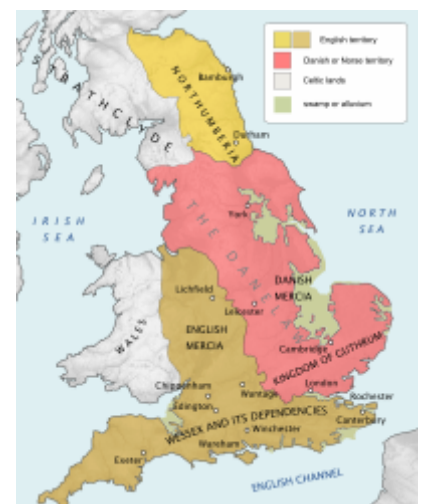 English territory
Danish or Norse territory
Celtic lands
swamp or alluvium
STRATHCLYDE
NORTHUMBERIA
Bamburgh
Durham
IRISH
SEA
NORTH
SEA
THE DANELAW
York
DANISH
MERCIA
Lichfield
Leicester
ENGLISH
MERCIA
WALES
Cambridge
KINGDOM OF GUTHRUM
London
Chippenham
Wantage
Rochester
Edington
WESSEX AND ITS DEPENDENCIES
Canterbury
Winchester
Wareham
Exeter
ENGLISH CHANNEL